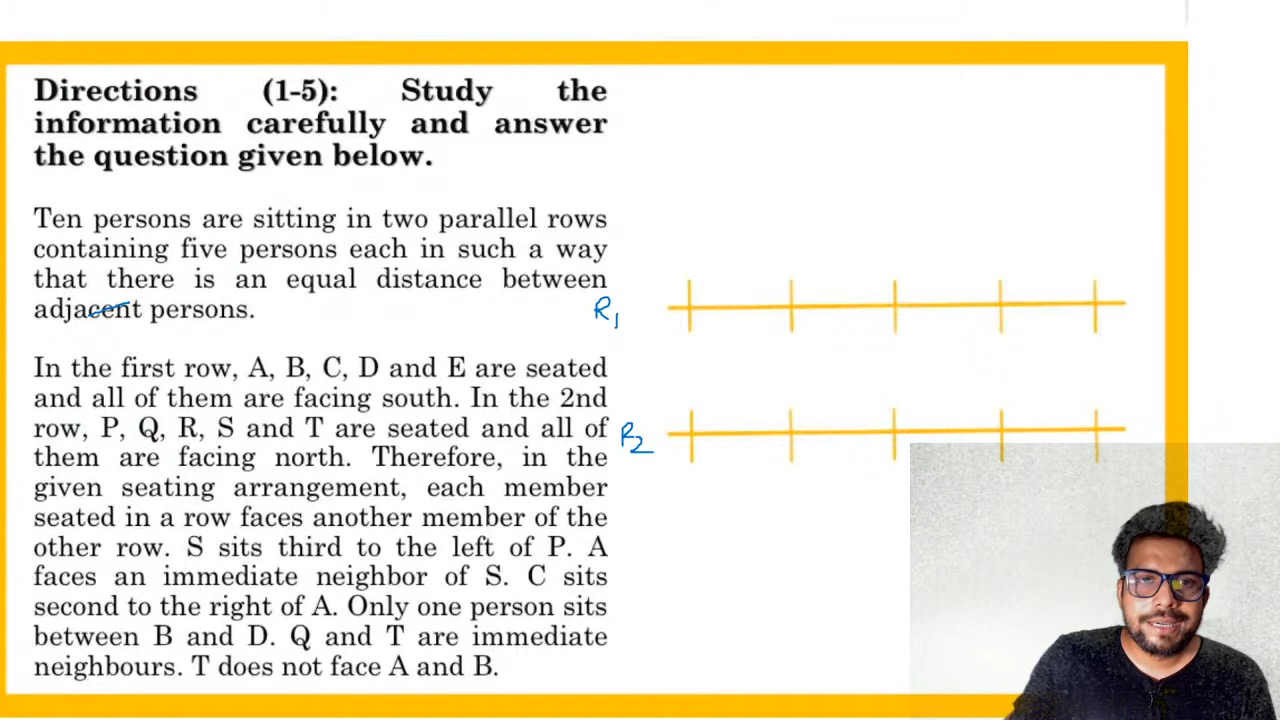 Directions (1-5): Study the
information carefully and answer
the question given below.
Ten persons are sitting in two parallel rows
containing five persons each in such a way
that there is an equal distance between
adjacent persons.
In the first row, A, B, C, D and E are seated
and all of them are facing south. In the 2nd
row, P, Q, R, S and T are seated and all of
them are facing north. Therefore, in the
given seating arrangement, each member
seated in a row faces another member of the
other row. S sits third to the left of P. A
faces an immediate neighbor of S. C sits
second to the right of A. Only one person sits
between B and D. Q and T are immediate
neighbours. T does not face A and B.
R1
R2